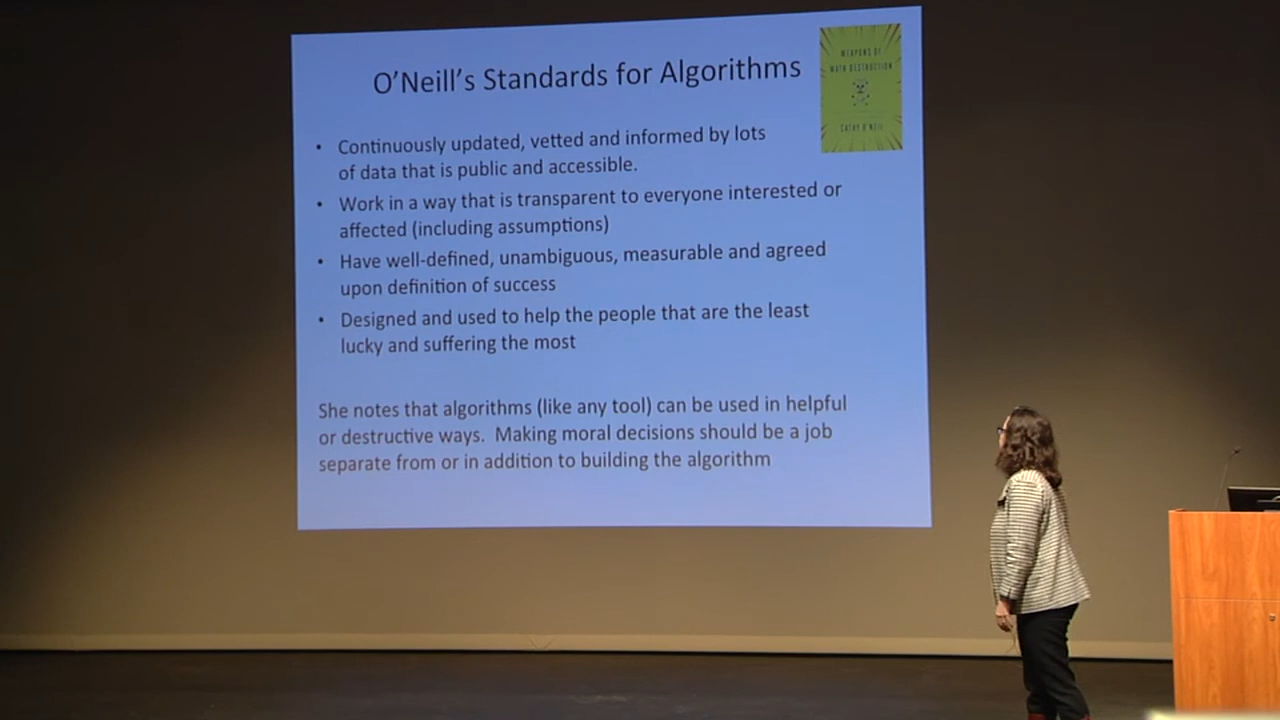 O'Neill's Standards for Algorithms
WEAPONS OF
MATH DESTRUCTION
CATHY O'NEIL
• Continuously updated, vetted and informed by lots
of data that is public and accessible.
• Work in a way that is transparent to everyone interested or
affected (including assumptions)
• Have well-defined, unambiguous, measurable and agreed
upon definition of success
• Designed and used to help the people that are the least
lucky and suffering the most
She notes that algorithms (like any tool) can be used in helpful
or destructive ways.  Making moral decisions should be a job
separate from or in addition to building the algorithm